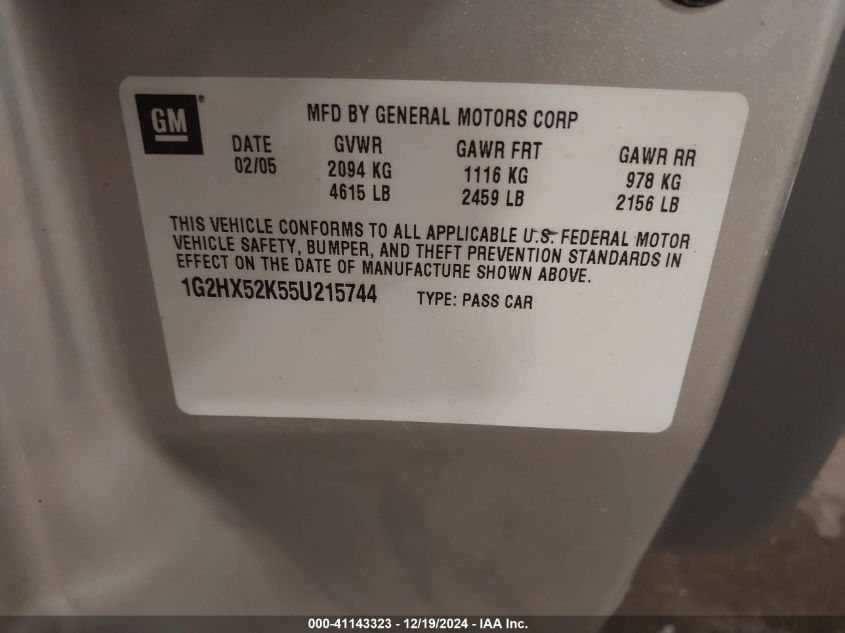 GM®
MFD BY GENERAL MOTORS CORP
DATE GVWR GAWR FRT GAWR RR
02/05 2094 KG 1116 KG 978 KG
4615 LB 2459 LB 2156 LB
THIS VEHICLE CONFORMS TO ALL APPLICABLE U.S. FEDERAL MOTOR
VEHICLE SAFETY, BUMPER, AND THEFT PREVENTION STANDARDS IN
EFFECT ON THE DATE OF MANUFACTURE SHOWN ABOVE.
1G2HX52K55U215744 TYPE: PASS CAR
000-41143323 - 12/19/2024 - IAA Inc.